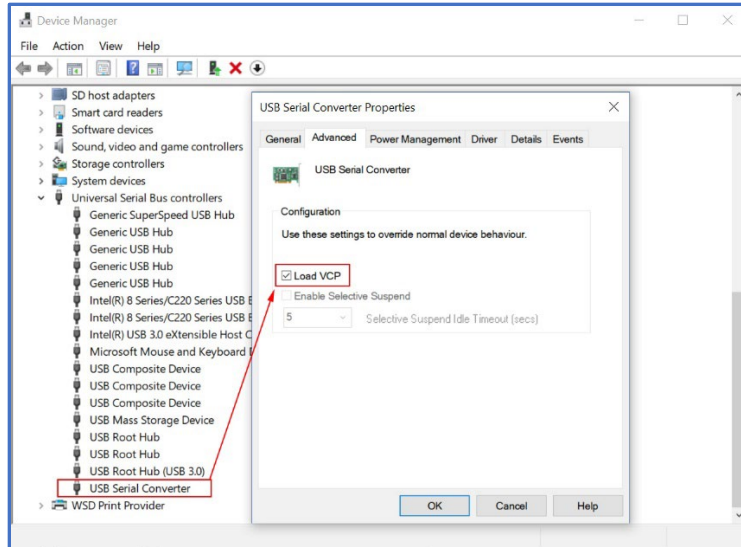 Device Manager
File Action View Help
SD host adapters
Smart card readers
Software devices
Sound, video and game controllers
Storage controllers
System devices
Universal Serial Bus controllers
Generic SuperSpeed USB Hub
Generic USB Hub
Generic USB Hub
Generic USB Hub
Generic USB Hub
Intel(R) 8 Series/C220 Series USB
Intel(R) 8 Series/C220 Series USB
Intel(R) USB 3.0 eXtensible Host
Microsoft Mouse and Keyboard
USB Composite Device
USB Composite Device
USB Composite Device
USB Mass Storage Device
USB Root Hub
USB Root Hub
USB Root Hub (USB 3.0)
USB Serial Converter
WSD Print Provider
USB Serial Converter Properties
General Advanced Power Management Driver Details Events
USB Serial Converter
Configuration
Use these settings to override normal device behaviour.
Load VCP
Enable Selective Suspend
5 Selective Suspend Idle Timeout (secs)
OK Cancel Help